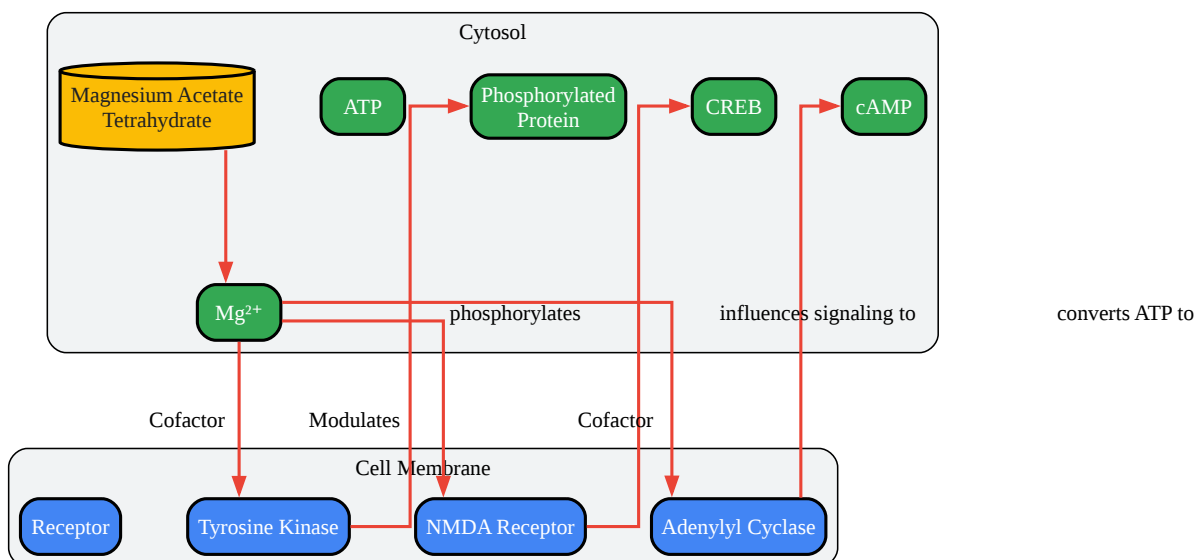 Cytosol
Magnesium Acetate
Tetrahydrate
ATP
Phosphorylated
Protein
CREB
cAMP
Mg²⁺
phosphorylates
influences signaling to
converts ATP to
Cofactor
Modulates
Cofactor
Cell Membrane
Receptor
Tyrosine Kinase
NMDA Receptor
Adenylyl Cyclase